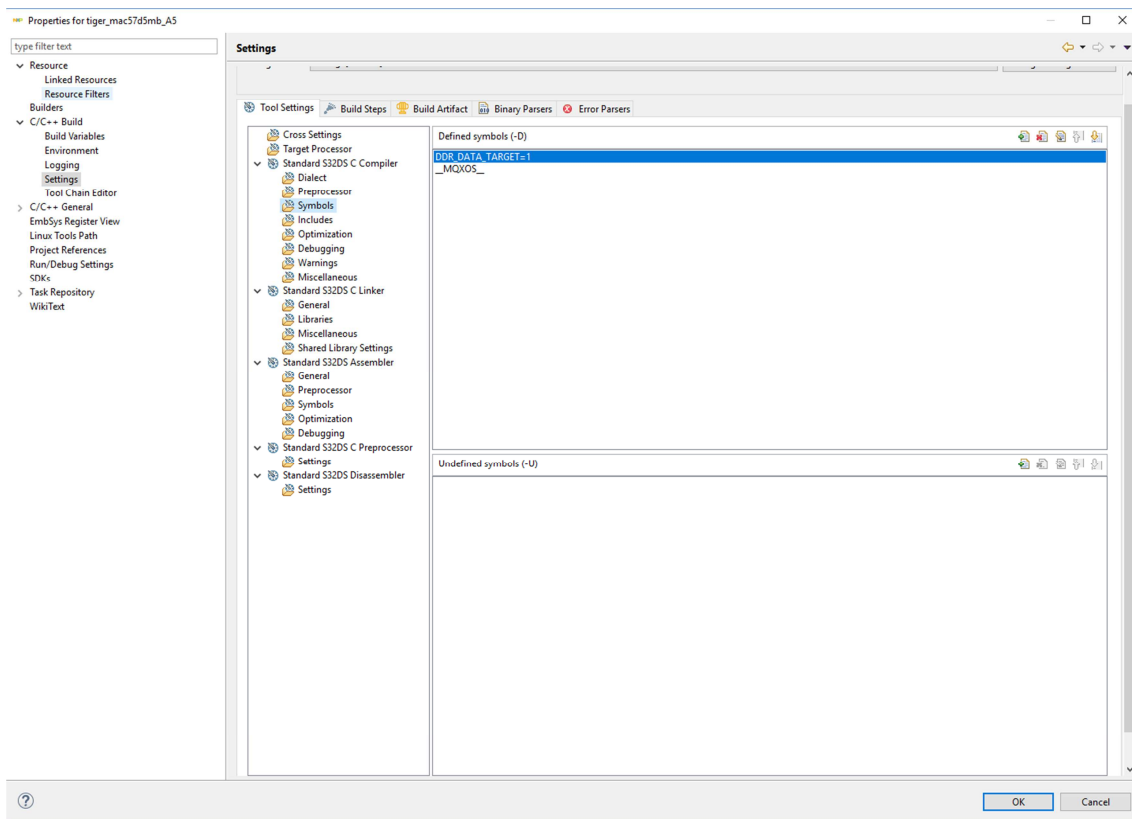 Properties for tiger_mac57d5mb_A5
type filter text
Resource
Linked Resources
Resource Filters
Builders
C/C++ Build
Build Variables
Environment
Logging
Settings
Tool Chain Editor
C/C++ General
EmbSys Register View
Linux Tools Path
Project References
Run/Debug Settings
SDKs
Task Repository
WikiText
Settings
Tool Settings
Build Steps
Build Artifact
Binary Parsers
Error Parsers
Cross Settings
Target Processor
Standard S32DS C Compiler
Dialect
Preprocessor
Symbols
Includes
Optimization
Debugging
Warnings
Miscellaneous
Standard S32DS C Linker
General
Libraries
Miscellaneous
Shared Library Settings
Standard S32DS Assembler
General
Preprocessor
Symbols
Optimization
Debugging
Standard S32DS C Preprocessor
Settings
Standard S32DS Disassembler
Settings
Defined symbols (-D)
DDR_DATA_TARGET=1
__MQXOS__
Undefined symbols (-U)
OK
Cancel